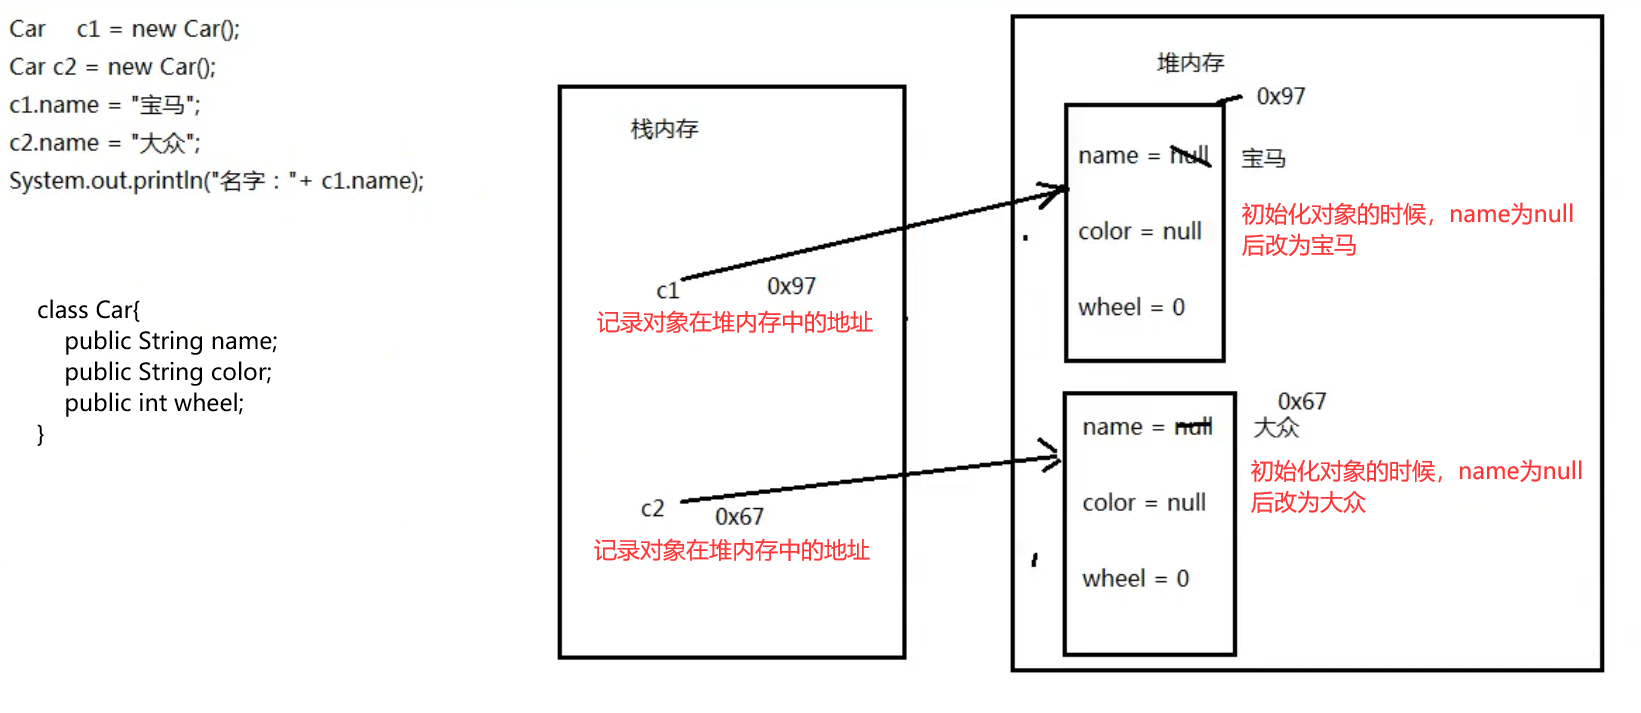 Car c1 = new Car();
Car c2 = new Car();
c1.name = "宝马";
c2.name = "大众";
System.out.println("名字："+ c1.name);
class Car{
public String name;
public String color;
public int wheel;
}
栈内存
c1
0x97
记录对象在堆内存中的地址
c2
0x67
记录对象在堆内存中的地址
堆内存
0x97
name = null
宝马
初始化对象的时候，name为null
后改为宝马
color = null
wheel = 0
0x67
name = null
大众
初始化对象的时候，name为null
后改为大众
color = null
wheel = 0